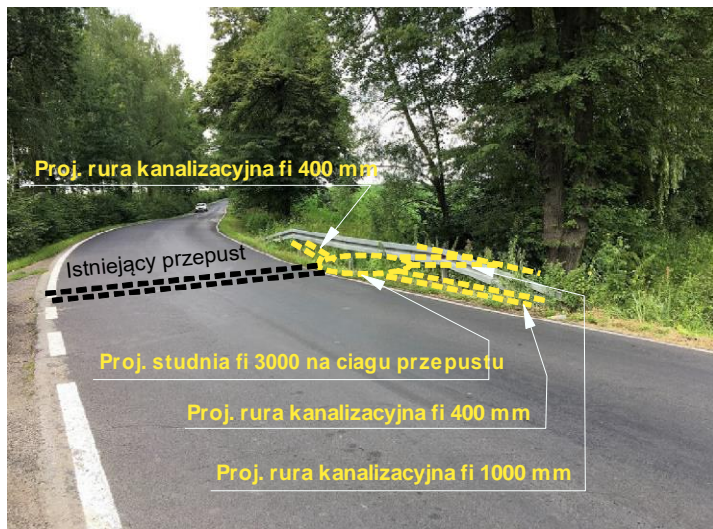 Proj. rura kanalizacyjna fi 400 mm
Istniejący przepust
Proj. studnia fi 3000 na ciagu przepustu
Proj. rura kanalizacyjna fi 400 mm
Proj. rura kanalizacyjna fi 1000 mm